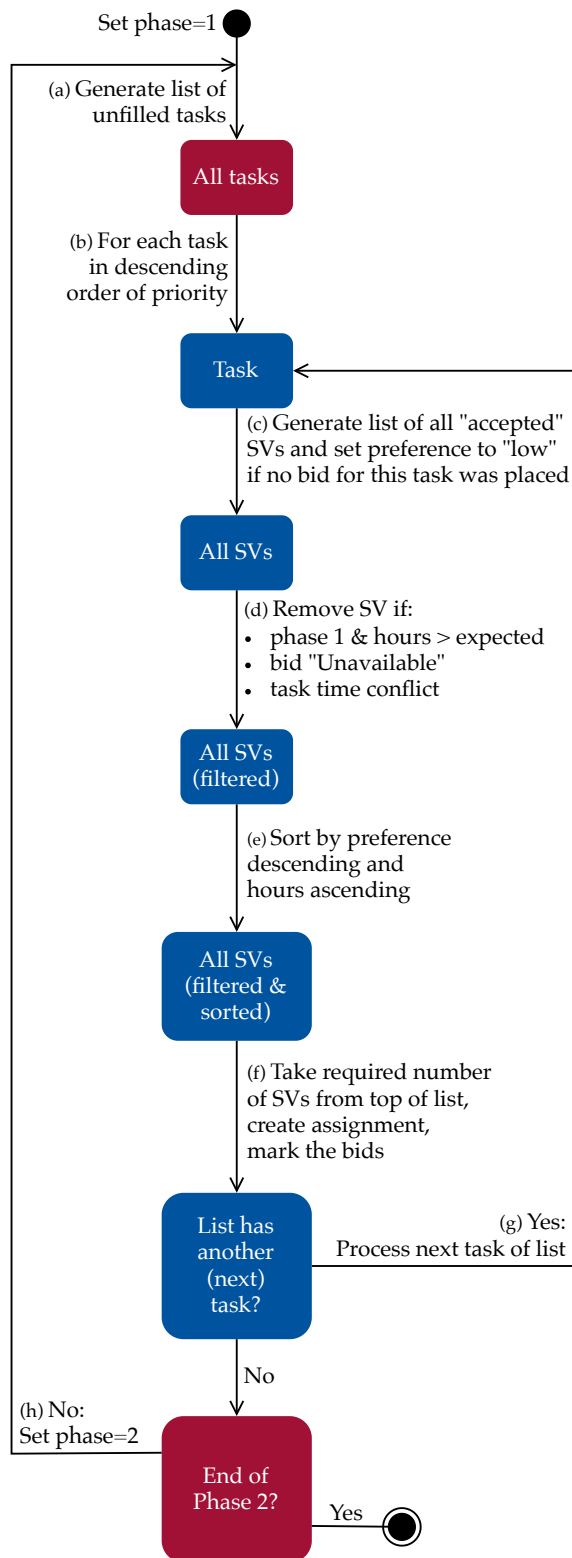 Set phase=1
(a) Generate list of
unfilled tasks
All tasks
(b) For each task
in descending
order of priority
Task
(c) Generate list of all "accepted"
SVs and set preference to "low"
if no bid for this task was placed
All SVs
(d) Remove SV if:
• phase 1 & hours > expected
• bid "Unavailable"
• task time conflict
All SVs
(filtered)
(e) Sort by preference
descending and
hours ascending
All SVs
(filtered &
sorted)
(f) Take required number
of SVs from top of list,
create assignment,
mark the bids
List has
another
(next)
task?
(g) Yes:
Process next task of list
No
(h) No:
Set phase=2
End of
Phase 2?
Yes